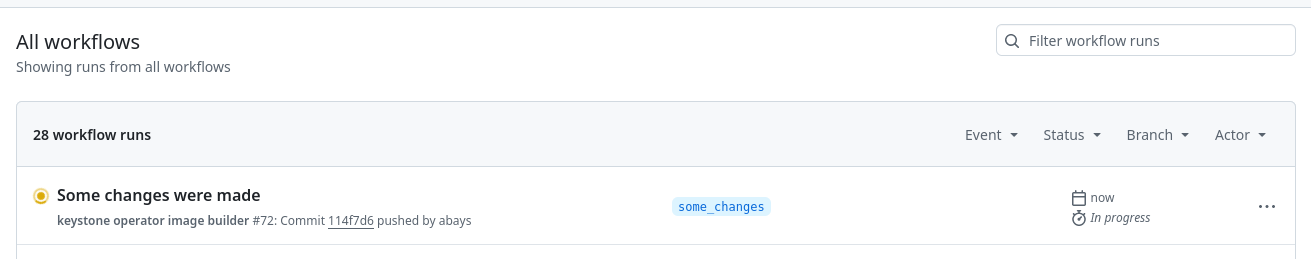 All workflows
Filter workflow runs
Showing runs from all workflows
28 workflow runs
Event Status Branch Actor
Some changes were made
some_changes
now
keystone operator image builder #72: Commit 114f7d6 pushed by abays
In progress